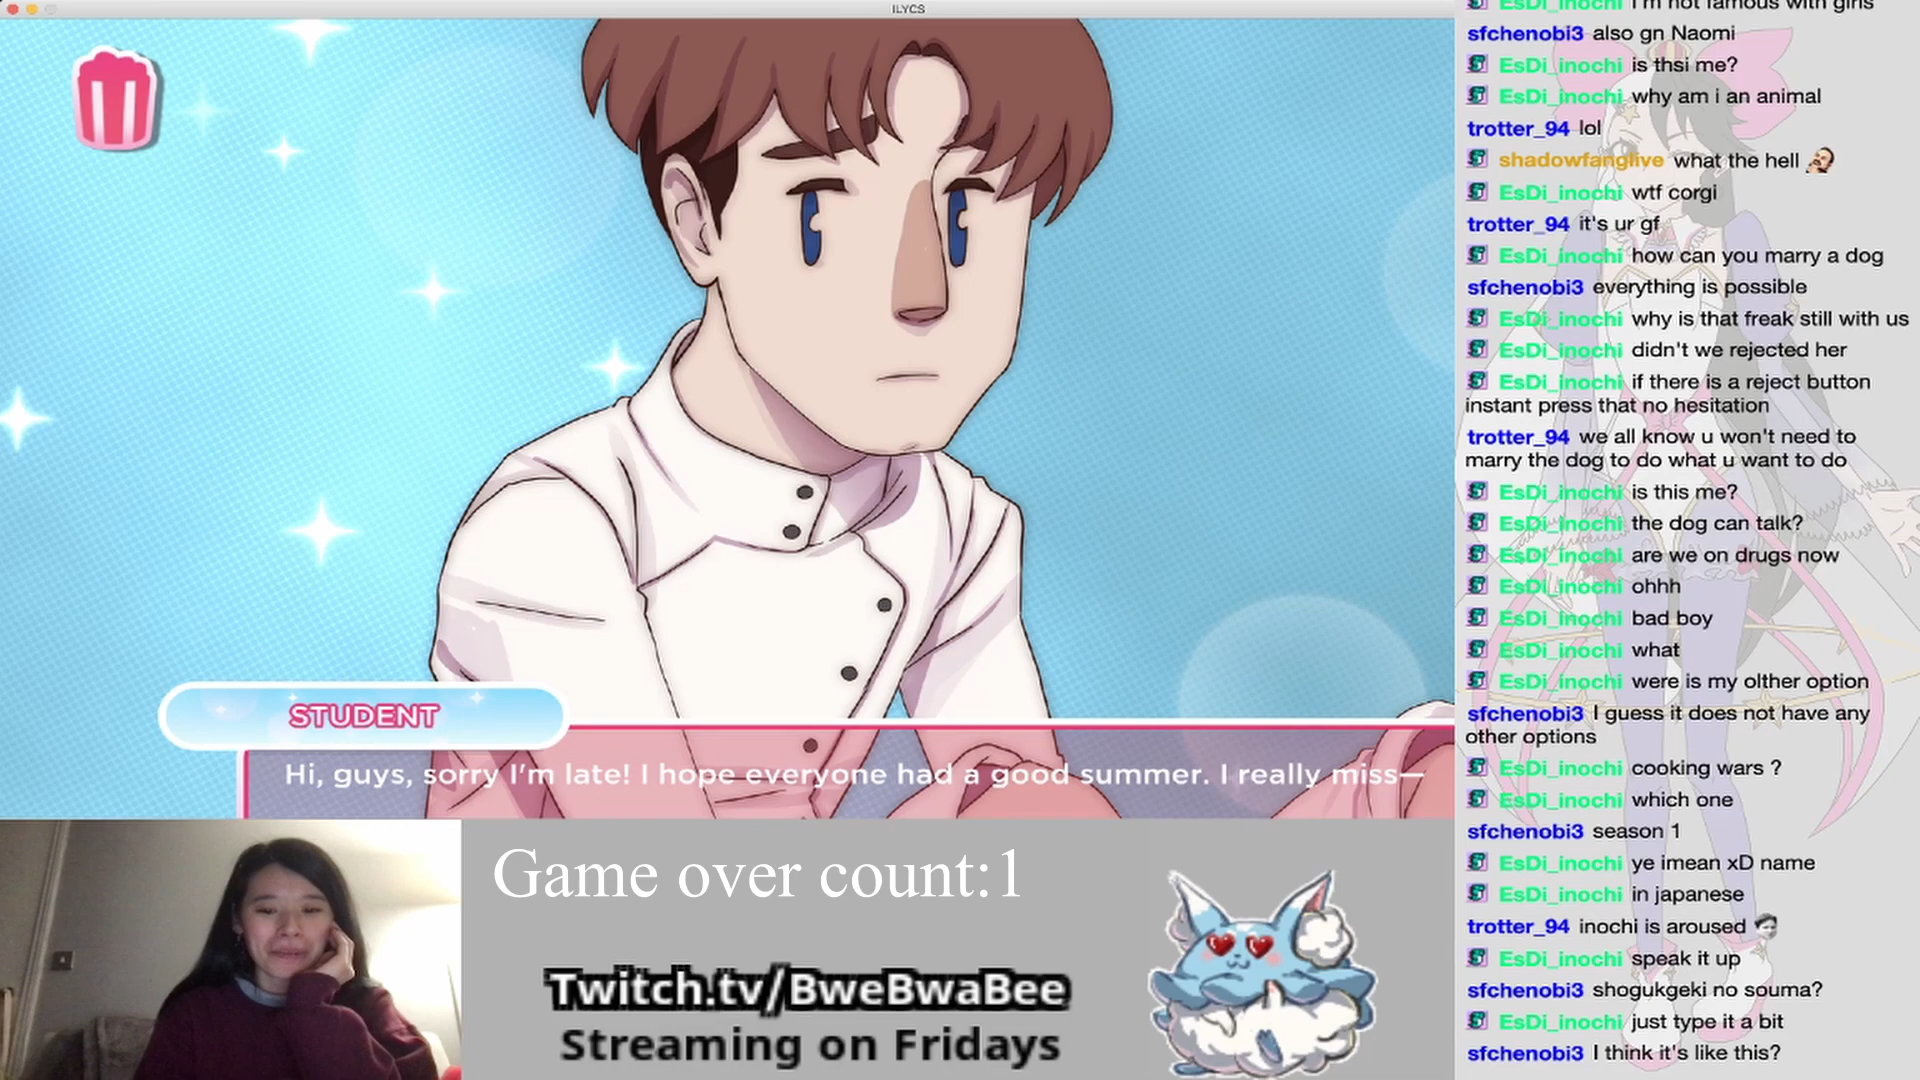 ILYCS
STUDENT
Hi, guys, sorry I'm late! I hope everyone had a good summer. I really miss—
Game over count:1
Twitch.tv/BweBwaBee
Streaming on Fridays
EsDi_inochi i'm not famous with girls
sfchenobi3 also gn Naomi
EsDi_inochi is thsi me?
EsDi_inochi why am i an animal
trotter_94 lol
shadowfanglive what the hell
EsDi_inochi wtf corgi
trotter_94 it's ur gf
EsDi_inochi how can you marry a dog
sfchenobi3 everything is possible
EsDi_inochi why is that freak still with us
EsDi_inochi didn't we rejected her
EsDi_inochi if there is a reject button
instant press that no hesitation
trotter_94 we all know u won't need to
marry the dog to do what u want to do
EsDi_inochi is this me?
EsDi_inochi the dog can talk?
EsDi_inochi are we on drugs now
EsDi_inochi ohhh
EsDi_inochi bad boy
EsDi_inochi what
EsDi_inochi were is my olther option
sfchenobi3 I guess it does not have any
other options
EsDi_inochi cooking wars ?
EsDi_inochi which one
sfchenobi3 season 1
EsDi_inochi ye imean xD name
EsDi_inochi in japanese
trotter_94 inochi is aroused
EsDi_inochi speak it up
sfchenobi3 shogukgeki no souma?
EsDi_inochi just type it a bit
sfchenobi3 I think it's like this?